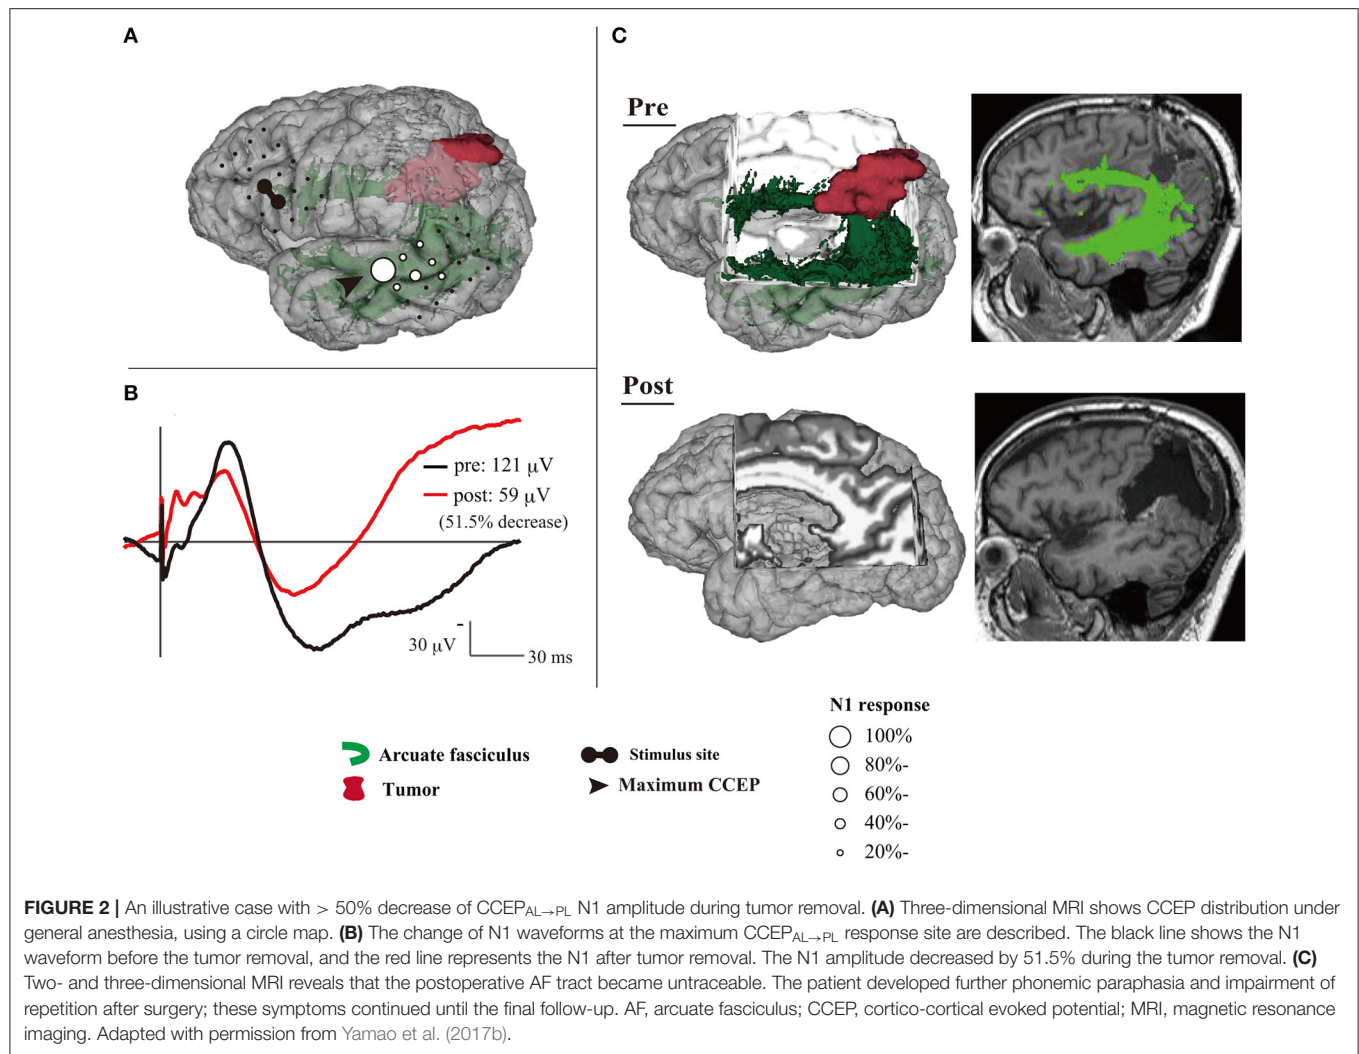 A
C
Pre
B
pre: 121 µV
post: 59 µV
(51.5% decrease)
30 µV
30 ms
Post
Arcuate fasciculus
Stimulus site
Tumor
Maximum CCEP
N1 response
100%
80%-
60%-
40%-
20%-
FIGURE 2 | An illustrative case with > 50% decrease of CCEPAL→PL N1 amplitude during tumor removal. (A) Three-dimensional MRI shows CCEP distribution under
general anesthesia, using a circle map. (B) The change of N1 waveforms at the maximum CCEPAL→PL response site are described. The black line shows the N1
waveform before the tumor removal, and the red line represents the N1 after tumor removal. The N1 amplitude decreased by 51.5% during the tumor removal. (C)
Two- and three-dimensional MRI reveals that the postoperative AF tract became untraceable. The patient developed further phonemic paraphasia and impairment of
repetition after surgery; these symptoms continued until the final follow-up. AF, arcuate fasciculus; CCEP, cortico-cortical evoked potential; MRI, magnetic resonance
imaging. Adapted with permission from Yamao et al. (2017b).